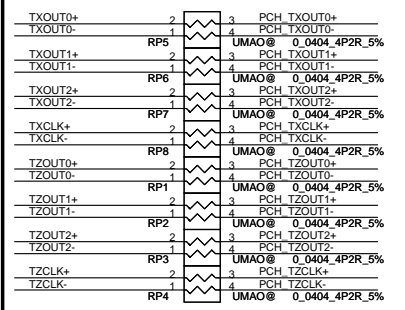 TXOUT0+ 2 3 PCH_TXOUT0+
TXOUT0- 1 4 PCH_TXOUT0-
RP5 UMAO@ 0_0404_4P2R_5%
TXOUT1+ 2 3 PCH_TXOUT1+
TXOUT1- 1 4 PCH_TXOUT1-
RP6 UMAO@ 0_0404_4P2R_5%
TXOUT2+ 2 3 PCH_TXOUT2+
TXOUT2- 1 4 PCH_TXOUT2-
RP7 UMAO@ 0_0404_4P2R_5%
TXCLK+ 2 3 PCH_TXCLK+
TXCLK- 1 4 PCH_TXCLK-
RP8 UMAO@ 0_0404_4P2R_5%
TZOUT0+ 2 3 PCH_TZOUT0+
TZOUT0- 1 4 PCH_TZOUT0-
RP1 UMAO@ 0_0404_4P2R_5%
TZOUT1+ 2 3 PCH_TZOUT1+
TZOUT1- 1 4 PCH_TZOUT1-
RP2 UMAO@ 0_0404_4P2R_5%
TZOUT2+ 2 3 PCH_TZOUT2+
TZOUT2- 1 4 PCH_TZOUT2-
RP3 UMAO@ 0_0404_4P2R_5%
TZCLK+ 2 3 PCH_TZCLK+
TZCLK- 1 4 PCH_TZCLK-
RP4 UMAO@ 0_0404_4P2R_5%